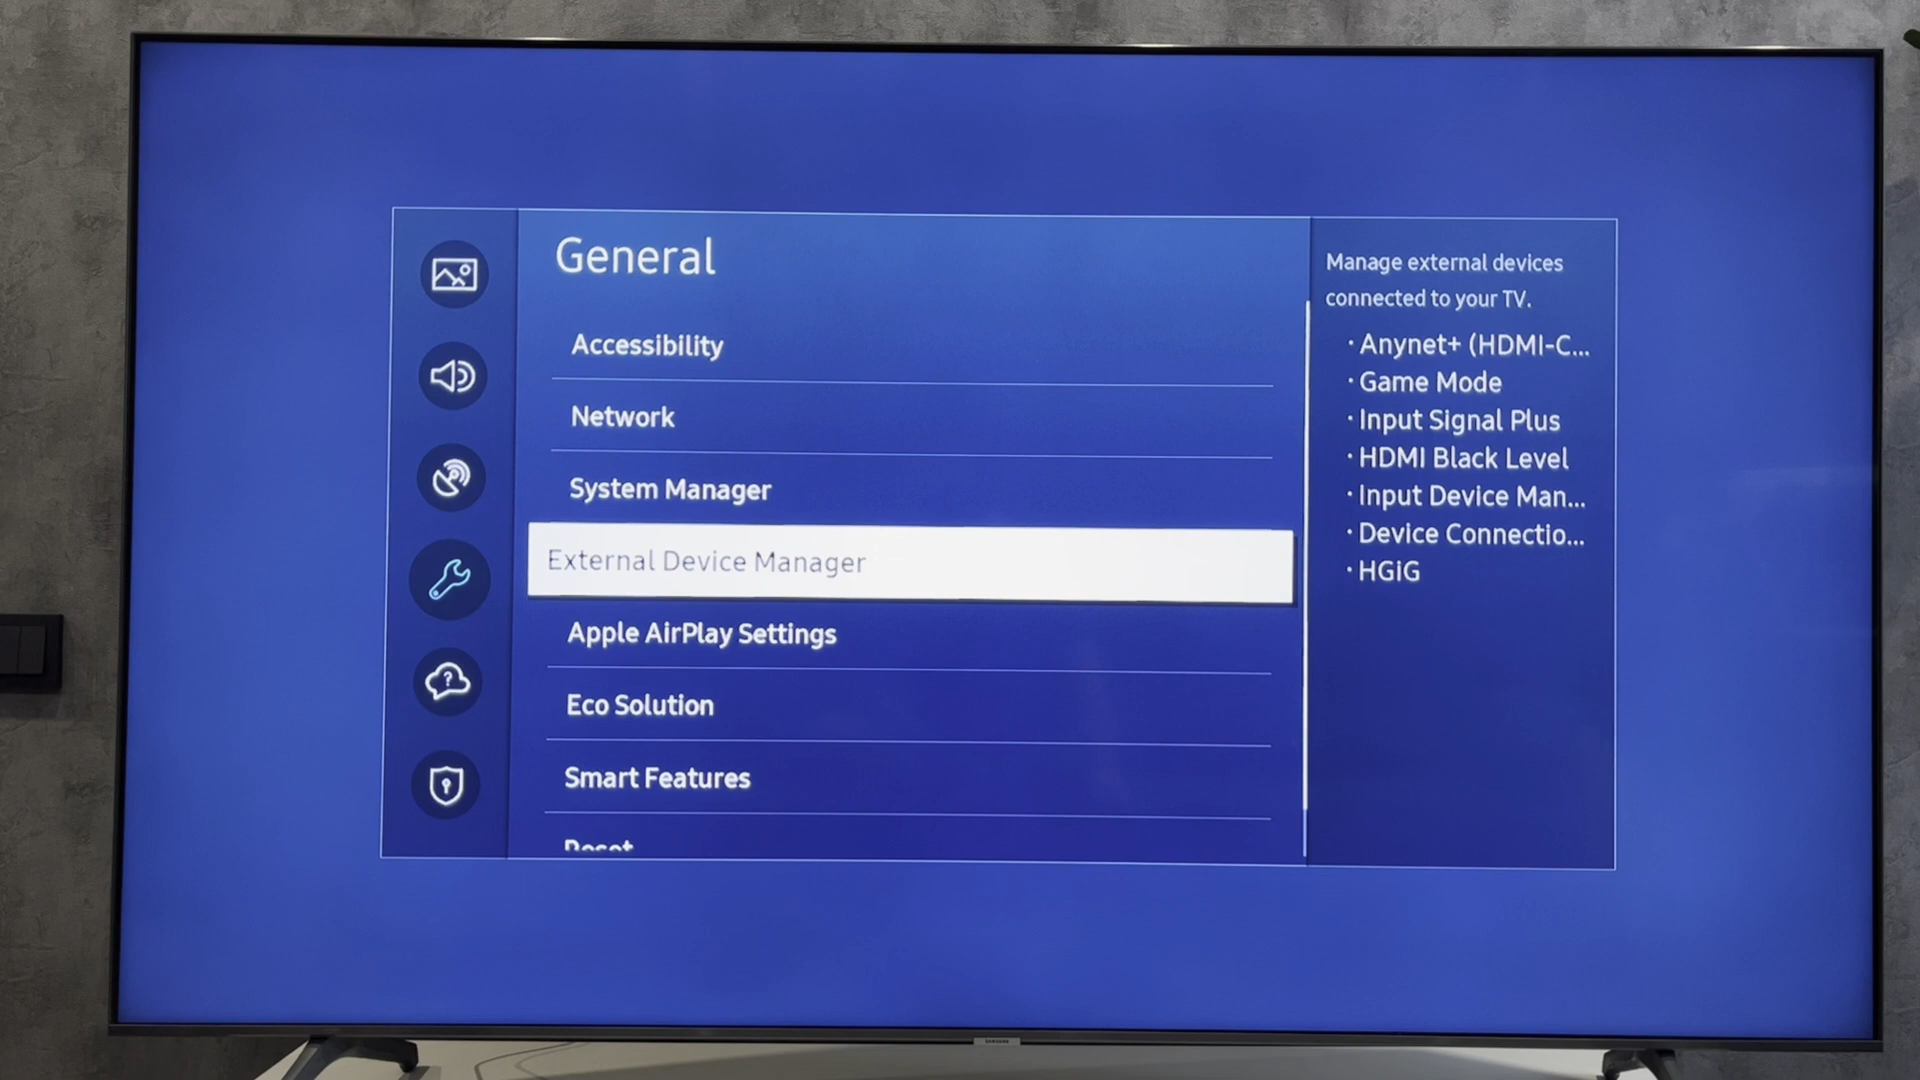 General
Accessibility
Network
System Manager
External Device Manager
Apple AirPlay Settings
Eco Solution
Smart Features
Reset
Manage external devices
connected to your TV.
· Anynet+ (HDMI-C...
· Game Mode
· Input Signal Plus
· HDMI Black Level
· Input Device Man...
· Device Connectio...
· HGiG
SAMSUNG